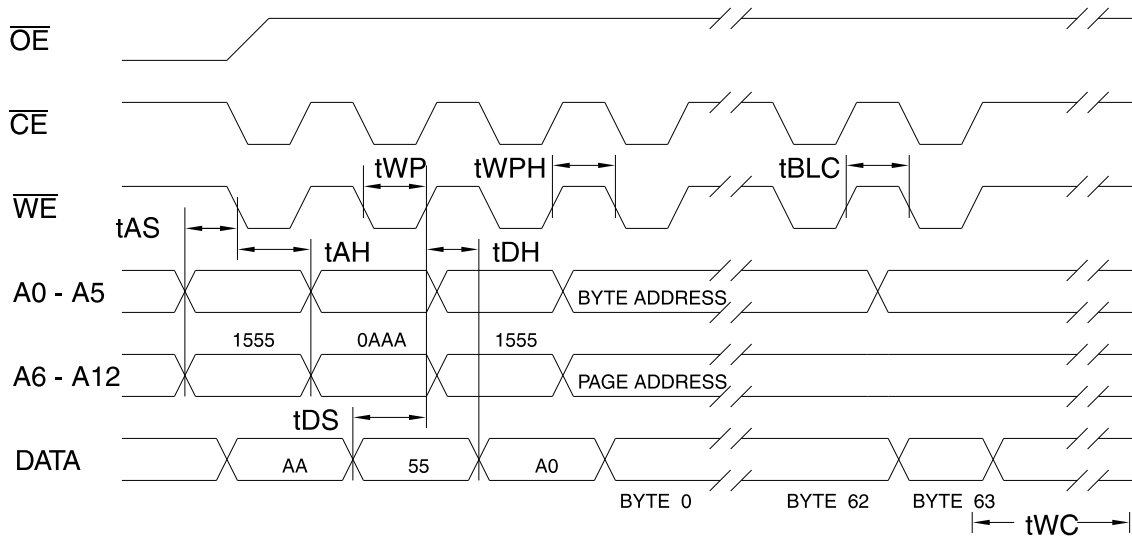 OE
CE
tWP
tWPH
tBLC
WE
tAS
tAH
tDH
A0 - A5
BYTE ADDRESS
1555
0AAA
1555
A6 - A12
PAGE ADDRESS
tDS
DATA
AA
55
A0
BYTE 0
BYTE 62
BYTE 63
tWC